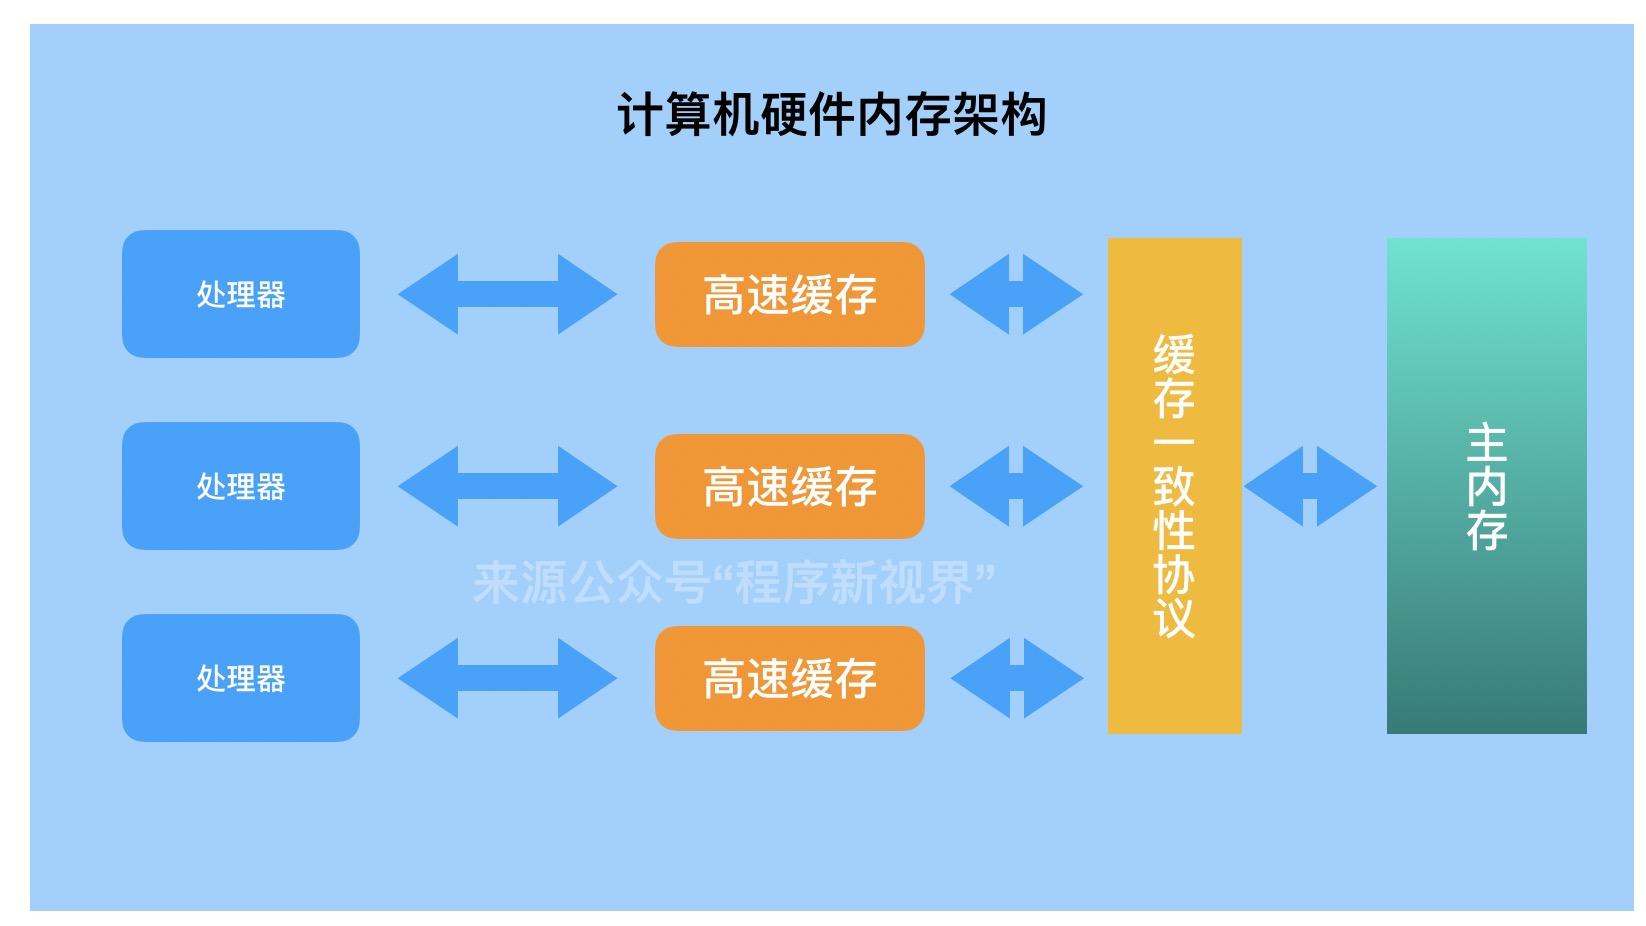 计算机硬件内存架构
处理器
高速缓存
处理器
高速缓存
处理器
高速缓存
缓存一致性协议
主内存
来源公众号“程序新视界”